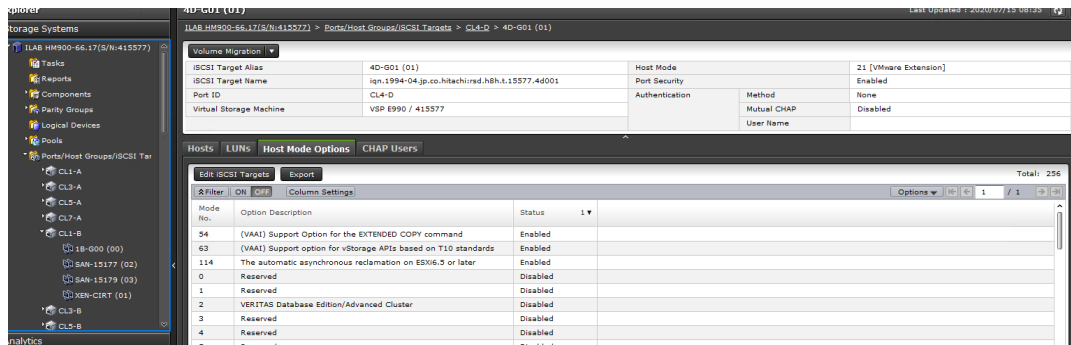 4D-G01 (01)
Last Updated : 2020/07/15 08:35
Storage Systems
ILAB HM900-66.17(S/N:415577) > Ports/Host Groups/iSCSI Targets > CL4-D > 4D-G01 (01)
ILAB HM900-66.17(S/N:415577)
Tasks
Reports
Components
Parity Groups
Logical Devices
Pools
Ports/Host Groups/iSCSI Tar
CL1-A
CL3-A
CL5-A
CL7-A
CL1-B
1B-G00 (00)
SAN-15177 (02)
SAN-15179 (03)
XEN-CIRT (01)
CL3-B
CL5-B
Analytics
Volume Migration
iSCSI Target Alias 4D-G01 (01) Host Mode 21 [VMware Extension]
iSCSI Target Name iqn.1994-04.jp.co.hitachi:rsd.h8h.t.15577.4d001 Port Security Enabled
Port ID CL4-D Authentication Method None
Virtual Storage Machine VSP E990 / 415577 Mutual CHAP Disabled
User Name
Hosts LUNs Host Mode Options CHAP Users
Edit iSCSI Targets Export Total: 256
Filter ON OFF Column Settings Options 1 / 1
Mode No. Option Description Status 1
54 (VAAI) Support Option for the EXTENDED COPY command Enabled
63 (VAAI) Support option for vStorage APIs based on T10 standards Enabled
114 The automatic asynchronous reclamation on ESXi6.5 or later Enabled
0 Reserved Disabled
1 Reserved Disabled
2 VERITAS Database Edition/Advanced Cluster Disabled
3 Reserved Disabled
4 Reserved Disabled